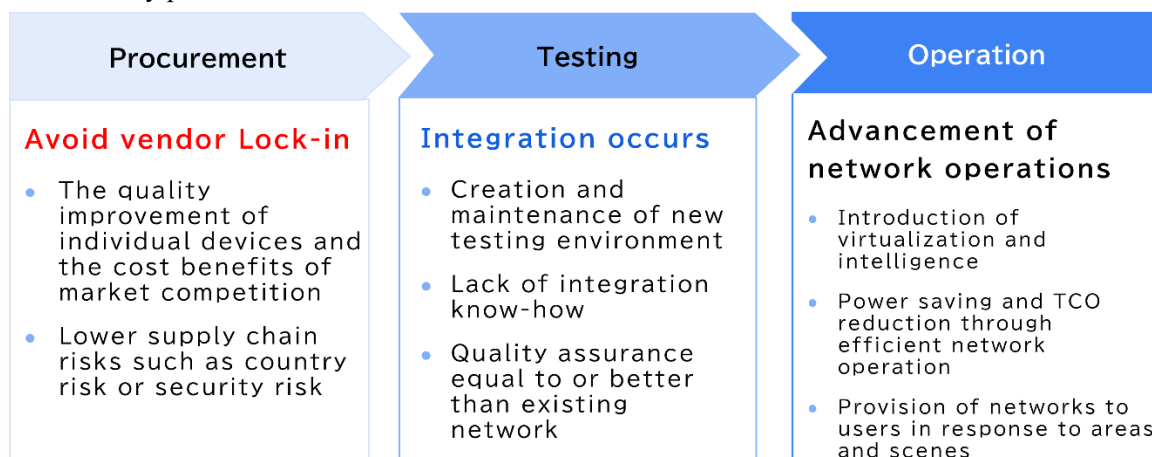 Procurement
Testing
Operation
Avoid vendor Lock-in
• The quality
improvement of
individual devices and
the cost benefits of
market competition
• Lower supply chain
risks such as country
risk or security risk
Integration occurs
• Creation and
maintenance of new
testing environment
• Lack of integration
know-how
• Quality assurance
equal to or better
than existing
network
Advancement of
network operations
• Introduction of
virtualization and
intelligence
• Power saving and TCO
reduction through
efficient network
operation
• Provision of networks to
users in response to areas
and scenes